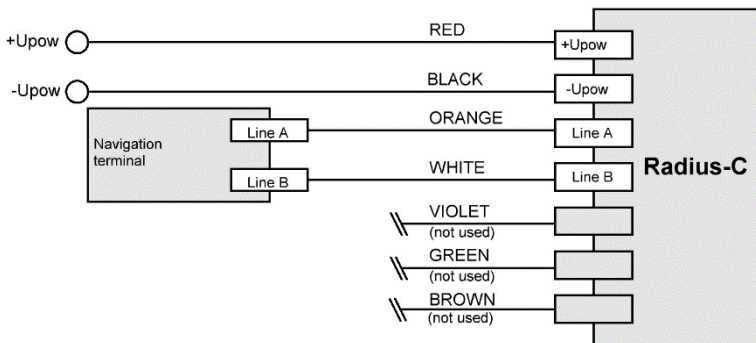 RED
+Upow
+Upow
BLACK
-Upow
-Upow
ORANGE
Navigation
terminal
Line A
Line A
WHITE
Line B
Line B
Radius-C
VIOLET
(not used)
GREEN
(not used)
BROWN
(not used)